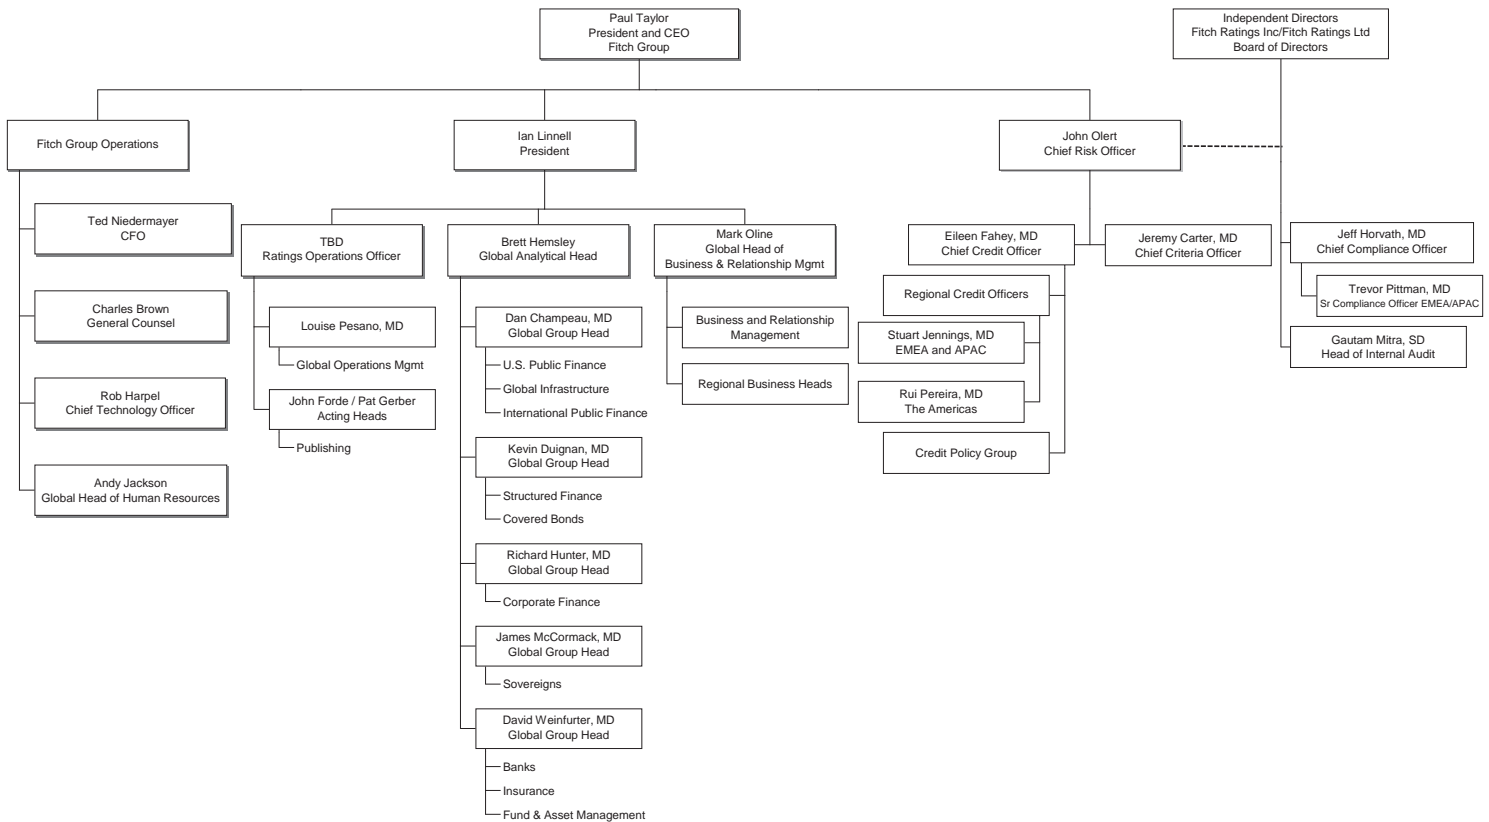 Paul Taylor
President and CEO
Fitch Group
Independent Directors
Fitch Ratings Inc/Fitch Ratings Ltd
Board of Directors
Fitch Group Operations
Ian Linnell
President
John Olert
Chief Risk Officer
Ted Niedermayer
CFO
Charles Brown
General Counsel
Rob Harpel
Chief Technology Officer
Andy Jackson
Global Head of Human Resources
TBD
Ratings Operations Officer
Louise Pesano, MD
Global Operations Mgmt
John Forde / Pat Gerber
Acting Heads
Publishing
Brett Hemsley
Global Analytical Head
Dan Champeau, MD
Global Group Head
U.S. Public Finance
Global Infrastructure
International Public Finance
Kevin Duignan, MD
Global Group Head
Structured Finance
Covered Bonds
Richard Hunter, MD
Global Group Head
Corporate Finance
James McCormack, MD
Global Group Head
Sovereigns
David Weinfurter, MD
Global Group Head
Banks
Insurance
Fund & Asset Management
Mark Oline
Global Head of
Business & Relationship Mgmt
Business and Relationship
Management
Regional Business Heads
Eileen Fahey, MD
Chief Credit Officer
Regional Credit Officers
Stuart Jennings, MD
EMEA and APAC
Rui Pereira, MD
The Americas
Credit Policy Group
Jeremy Carter, MD
Chief Criteria Officer
Jeff Horvath, MD
Chief Compliance Officer
Trevor Pittman, MD
Sr Compliance Officer EMEA/APAC
Gautam Mitra, SD
Head of Internal Audit